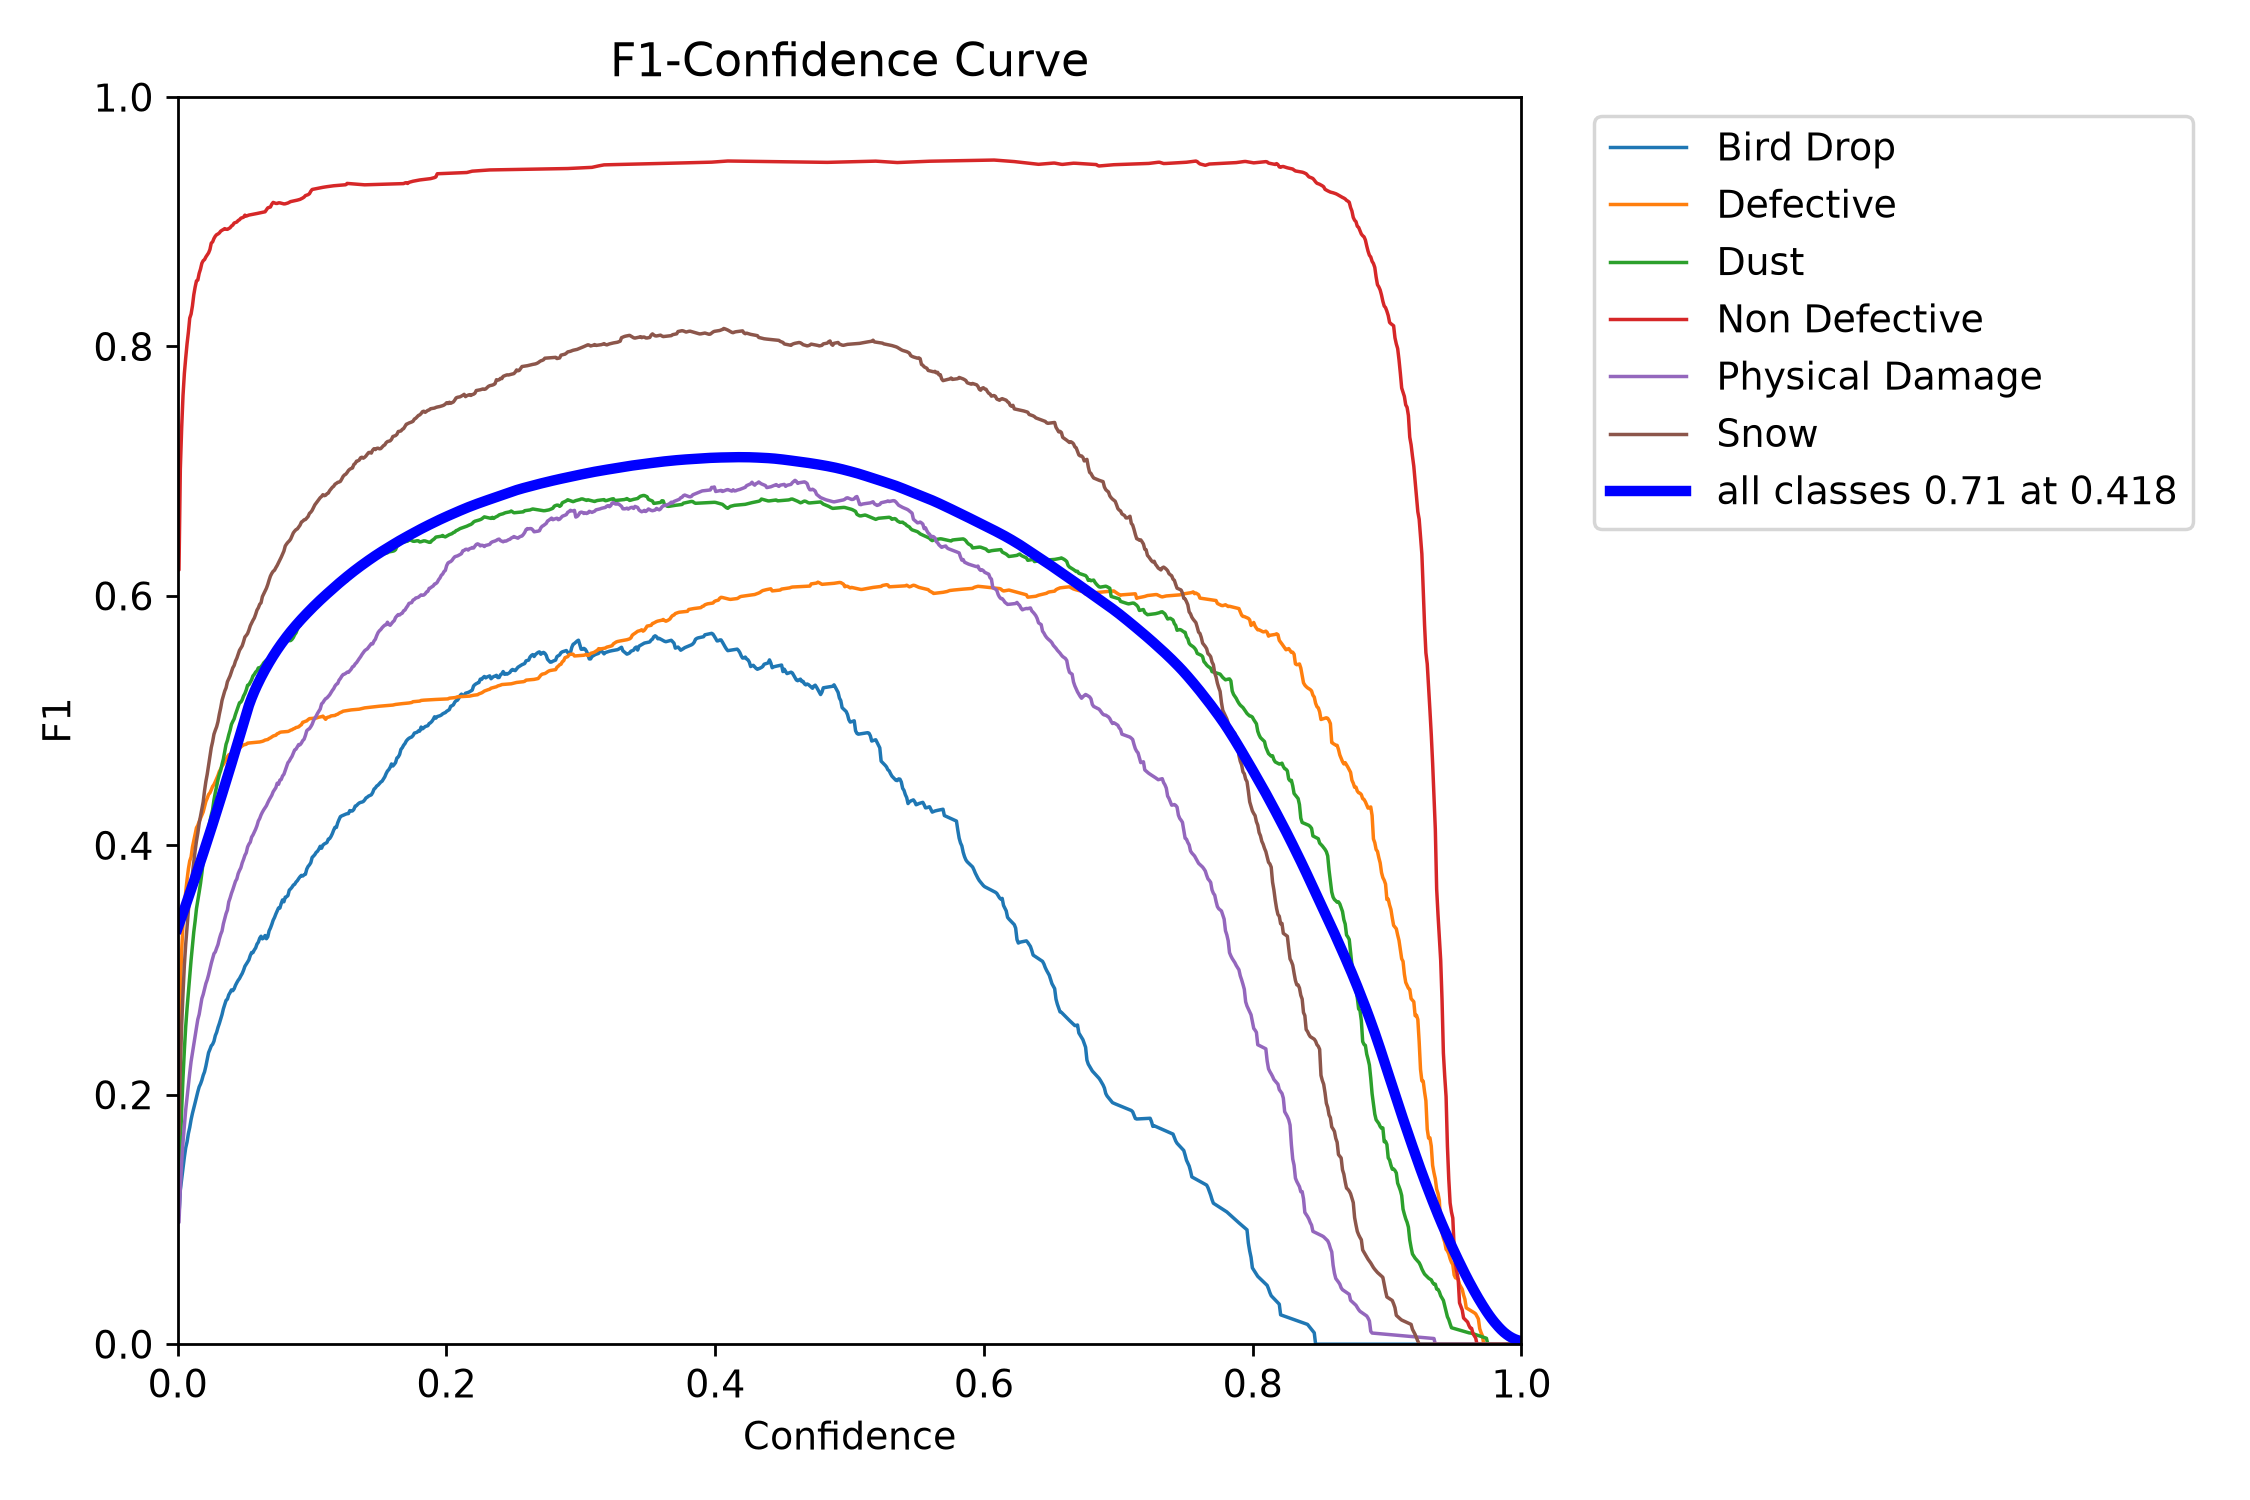 F1-Confidence Curve
1.0
0.8
0.6
0.4
0.2
0.0
F1
0.0 0.2 0.4 0.6 0.8 1.0
Confidence
Bird Drop
Defective
Dust
Non Defective
Physical Damage
Snow
all classes 0.71 at 0.418